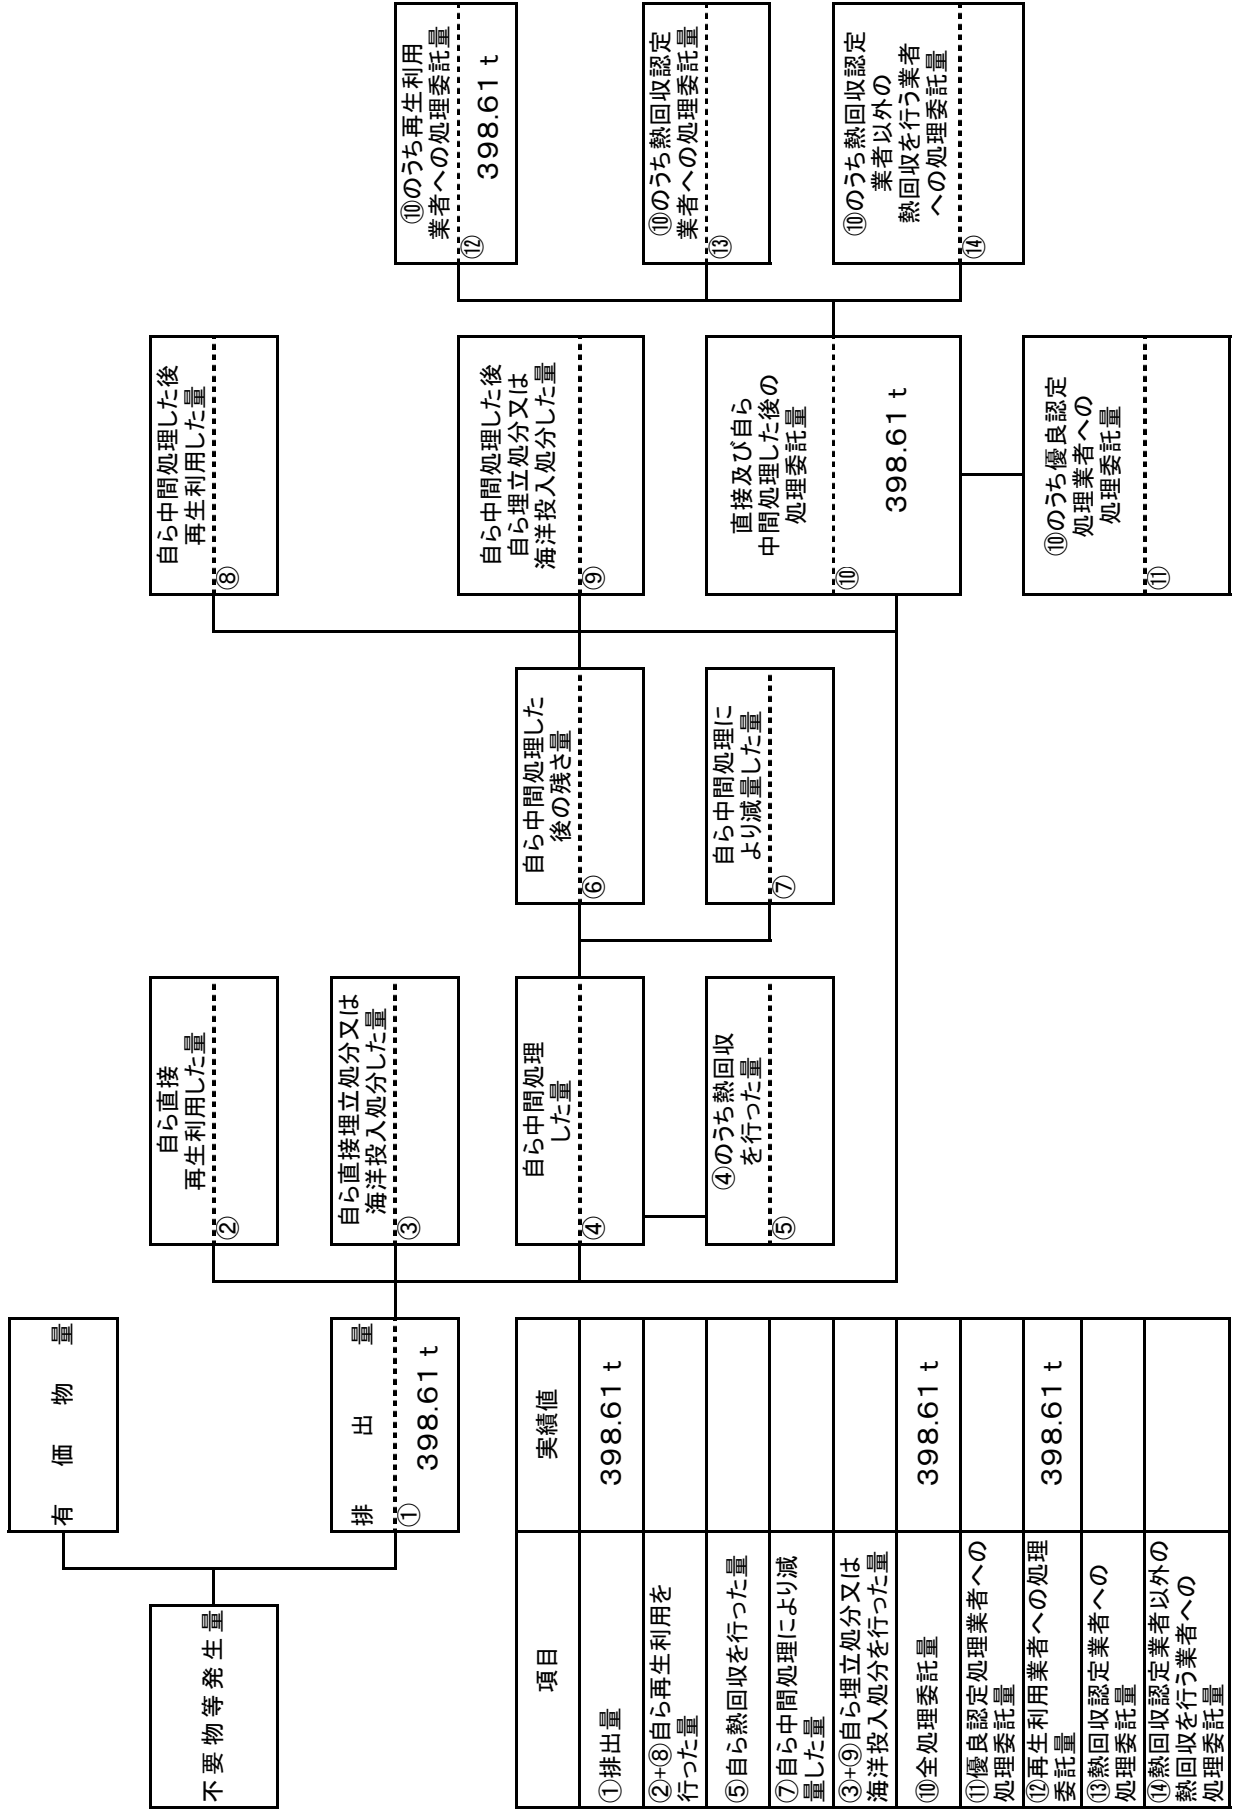 不要物等発生量
有価物量
排出量
①
398.61ｔ
自ら直接
再生利用した量
②
自ら直接埋立処分又は
海洋投入処分した量
③
自ら中間処理
した量
④
④のうち熱回収
を行った量
⑤
自ら中間処理した
後の残さ量
⑥
自ら中間処理に
より減量した量
⑦
自ら中間処理した後
再生利用した量
⑧
自ら中間処理した後
自ら埋立処分又は
海洋投入処分した量
⑨
直接及び自ら
中間処理した後の
処理委託量
⑩
398.61ｔ
⑩のうち優良認定
処理業者への
処理委託量
⑪
⑩のうち再生利用
業者への処理委託量
⑫
398.61ｔ
⑩のうち熱回収認定
業者への処理委託量
⑬
⑩のうち熱回収認定
業者以外の
熱回収を行う業者
への処理委託量
⑭
項目 実績値
①排出量 398.61ｔ
②+⑧自ら再生利用を
行った量
⑤自ら熱回収を行った量
⑦自ら中間処理により減
量した量
③+⑨自ら埋立処分又は
海洋投入処分を行った量
⑩全処理委託量 398.61ｔ
⑪優良認定処理業者への
処理委託量
⑫再生利用業者への処理
委託量 398.61ｔ
⑬熱回収認定業者への
処理委託量
⑭熱回収認定業者以外の
熱回収を行う業者への
処理委託量